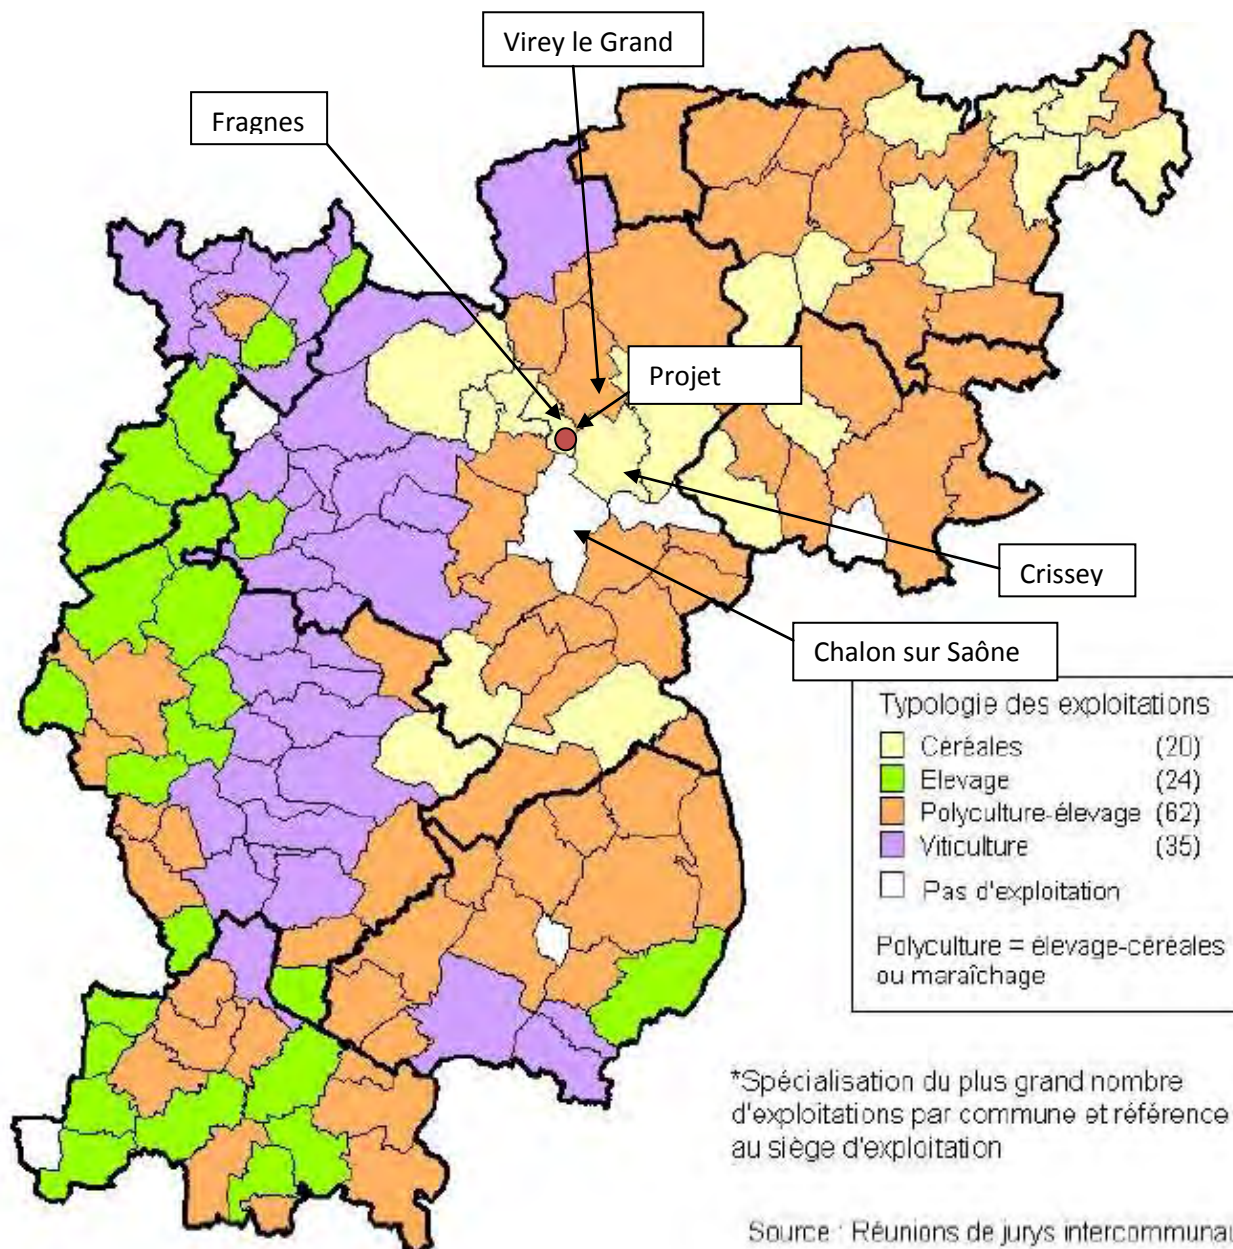 Virey le Grand
Fragnes
Projet
Crissey
Chalon sur Saône
Typologie des exploitations
Céréales (20)
Elevage (24)
Polyculture-élevage (62)
Viticulture (35)
Pas d'exploitation
Polyculture = élevage-céréales
ou maraîchage
*Spécialisation du plus grand nombre
d'exploitations par commune et référence
au siège d'exploitation
Source : Réunions de jurys intercommunau